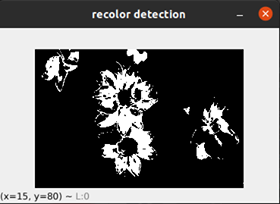 recolor detection
(x=15, y=80) ~ L:0